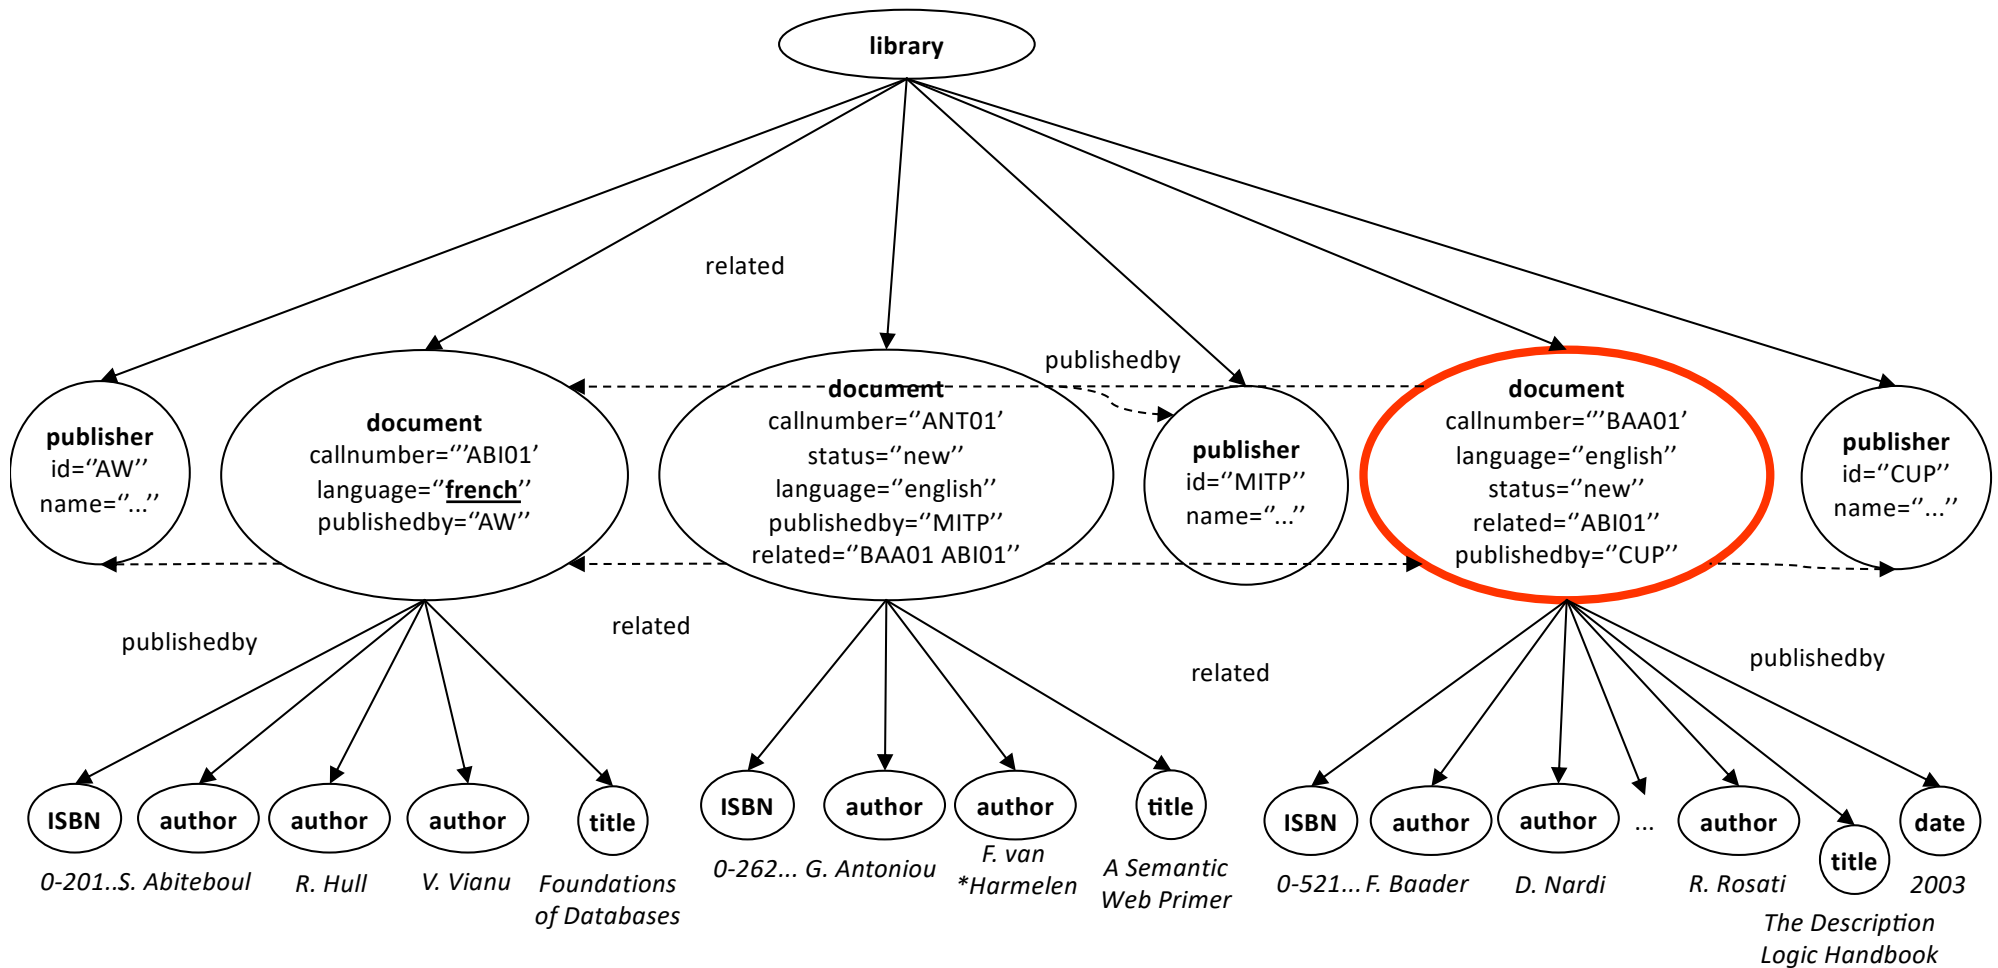 library
related
publishedby
publisher
id=‘‘AW’’
name=‘‘...’’
document
callnumber=‘‘’ABI01’
language=‘‘french’’
publishedby=‘‘AW’’
document
callnumber=‘‘ANT01’
status=‘‘new’’
language=‘‘english’’
publishedby=‘‘MITP’’
related=‘‘BAA01 ABI01’’
publisher
id=‘‘MITP’’
name=‘‘...’’
document
callnumber=‘‘’BAA01’
language=‘‘english’’
status=‘‘new’’
related=‘‘ABI01’’
publishedby=‘‘CUP’’
publisher
id=‘‘CUP’’
name=‘‘...’’
publishedby
related
related
publishedby
ISBN
author
author
author
title
ISBN
author
author
title
ISBN
author
author
...
author
title
date
0-201...
S. Abiteboul
R. Hull
V. Vianu
Foundations
of Databases
0-262...
G. Antoniou
F. van
*Harmelen
A Semantic
Web Primer
0-521...
F. Baader
D. Nardi
R. Rosati
2003
The Description
Logic Handbook